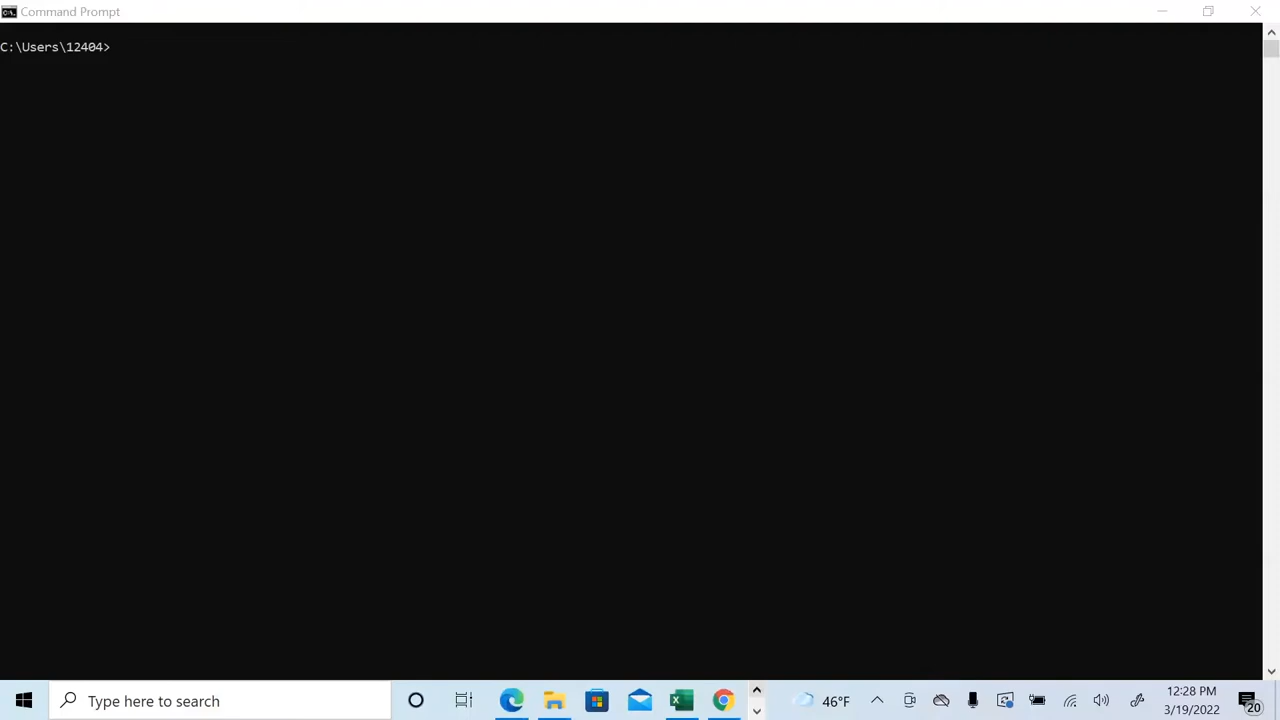 Command Prompt
C:\Users\12404>
Type here to search
46°F
12:28 PM
3/19/2022
20